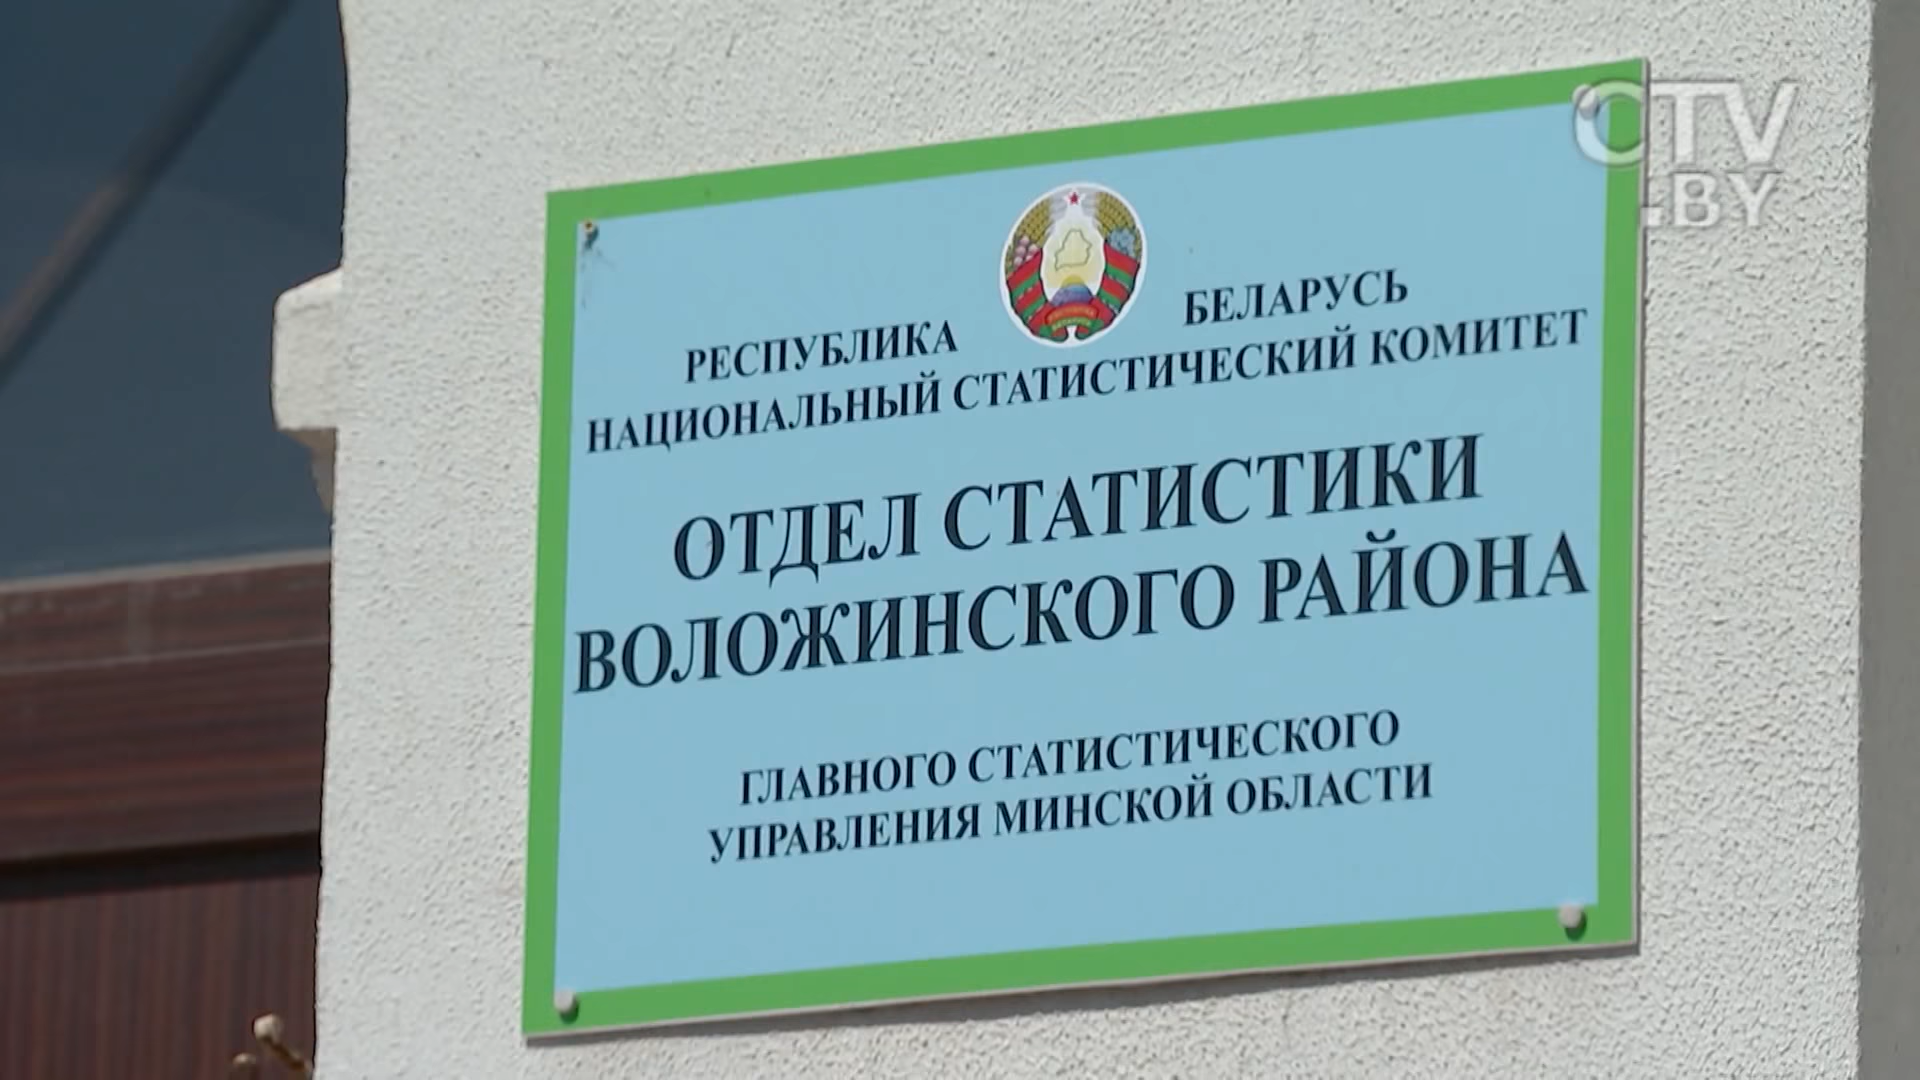 CTV
.BY
РЕСПУБЛИКА БЕЛАРУСЬ
НАЦИОНАЛЬНЫЙ СТАТИСТИЧЕСКИЙ КОМИТЕТ
ОТДЕЛ СТАТИСТИКИ
ВОЛОЖИНСКОГО РАЙОНА
ГЛАВНОГО СТАТИСТИЧЕСКОГО
УПРАВЛЕНИЯ МИНСКОЙ ОБЛАСТИ